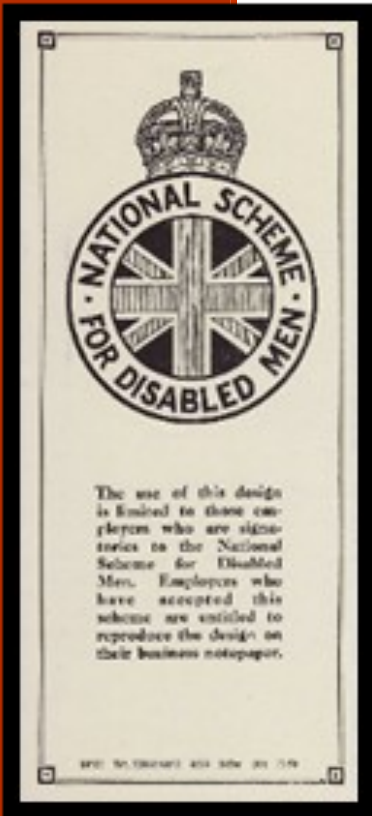 NATIONAL SCHEME
FOR DISABLED MEN
The use of this design
is limited to those em-
ployers who are signa-
tories to the National
Scheme for Disabled
Men. Employers who
have accepted this
scheme are entitled to
reproduce the design on
their business notepaper.